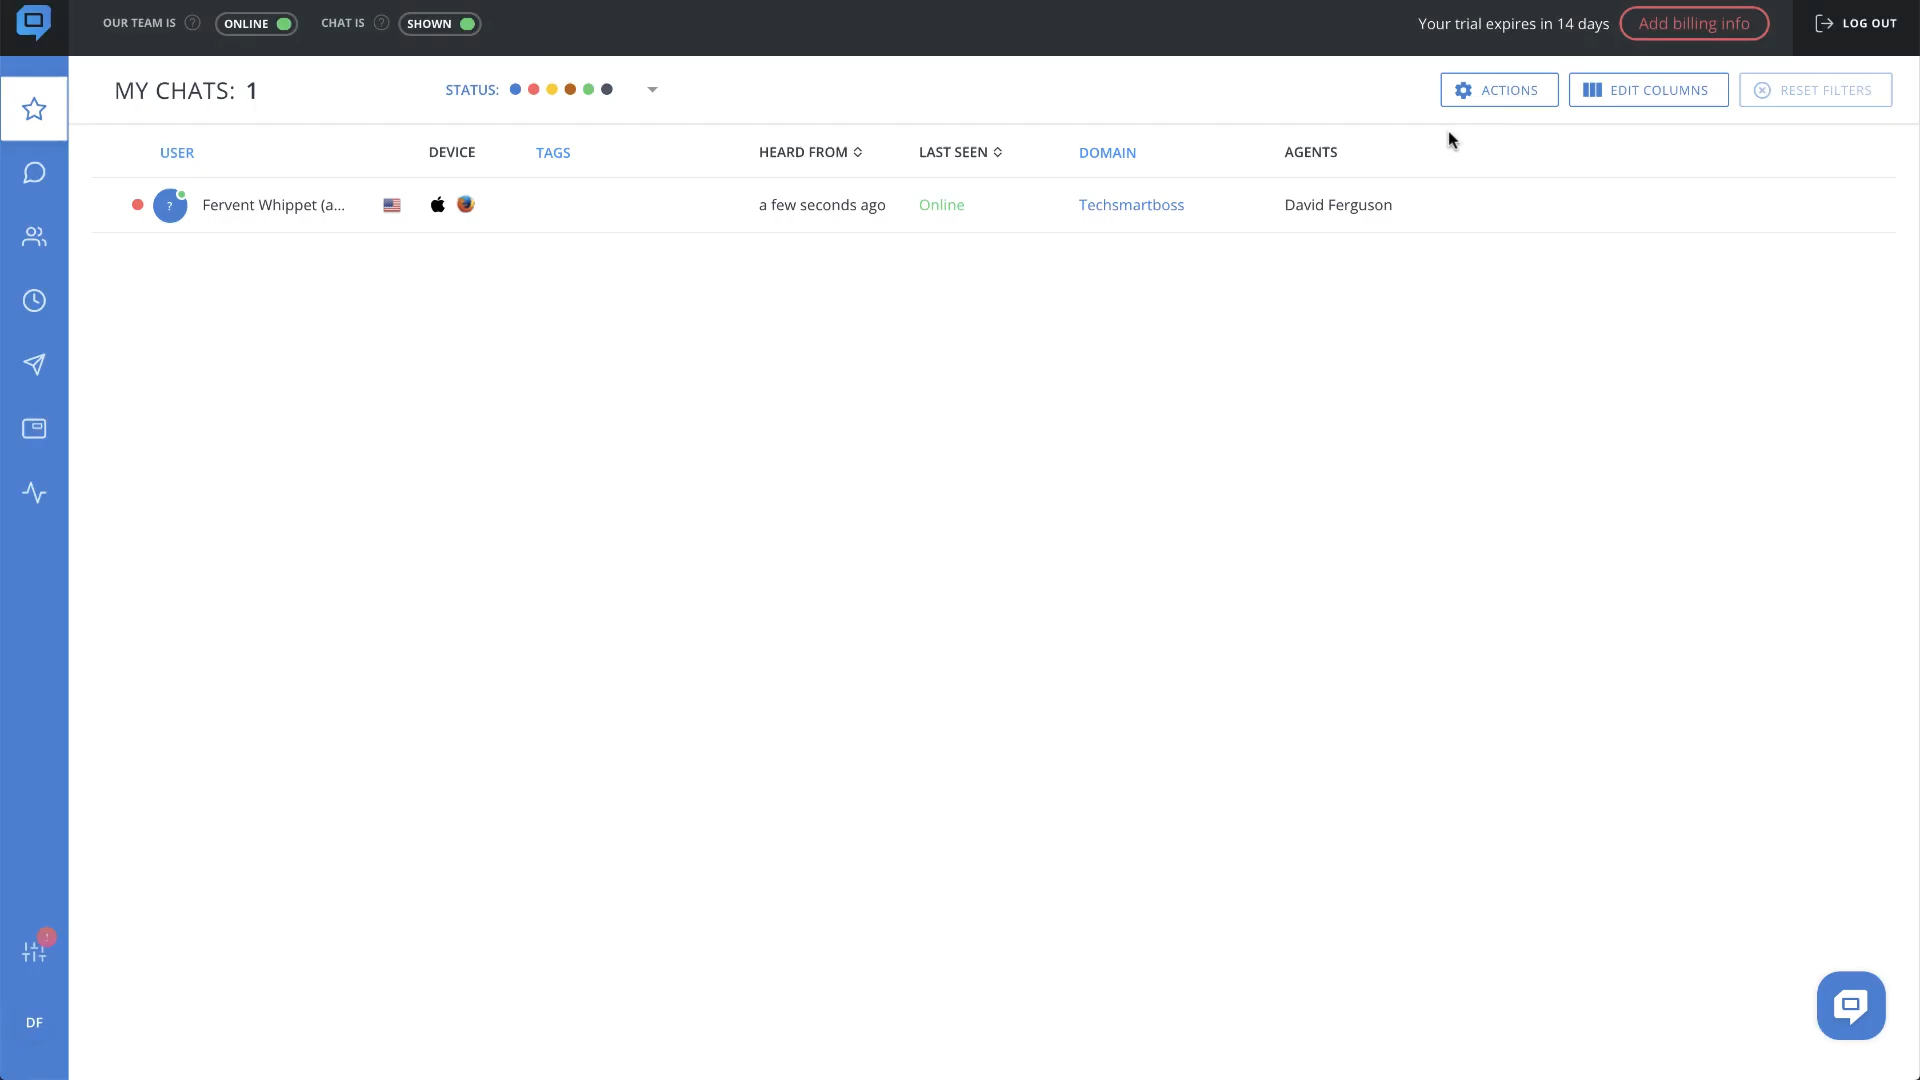 OUR TEAM IS ? ONLINE CHAT IS ? SHOWN Your trial expires in 14 days Add billing info LOG OUT
MY CHATS: 1 STATUS: ACTIONS EDIT COLUMNS RESET FILTERS
USER DEVICE TAGS HEARD FROM LAST SEEN DOMAIN AGENTS
? Fervent Whippet (a... a few seconds ago Online Techsmartboss David Ferguson
!
DF